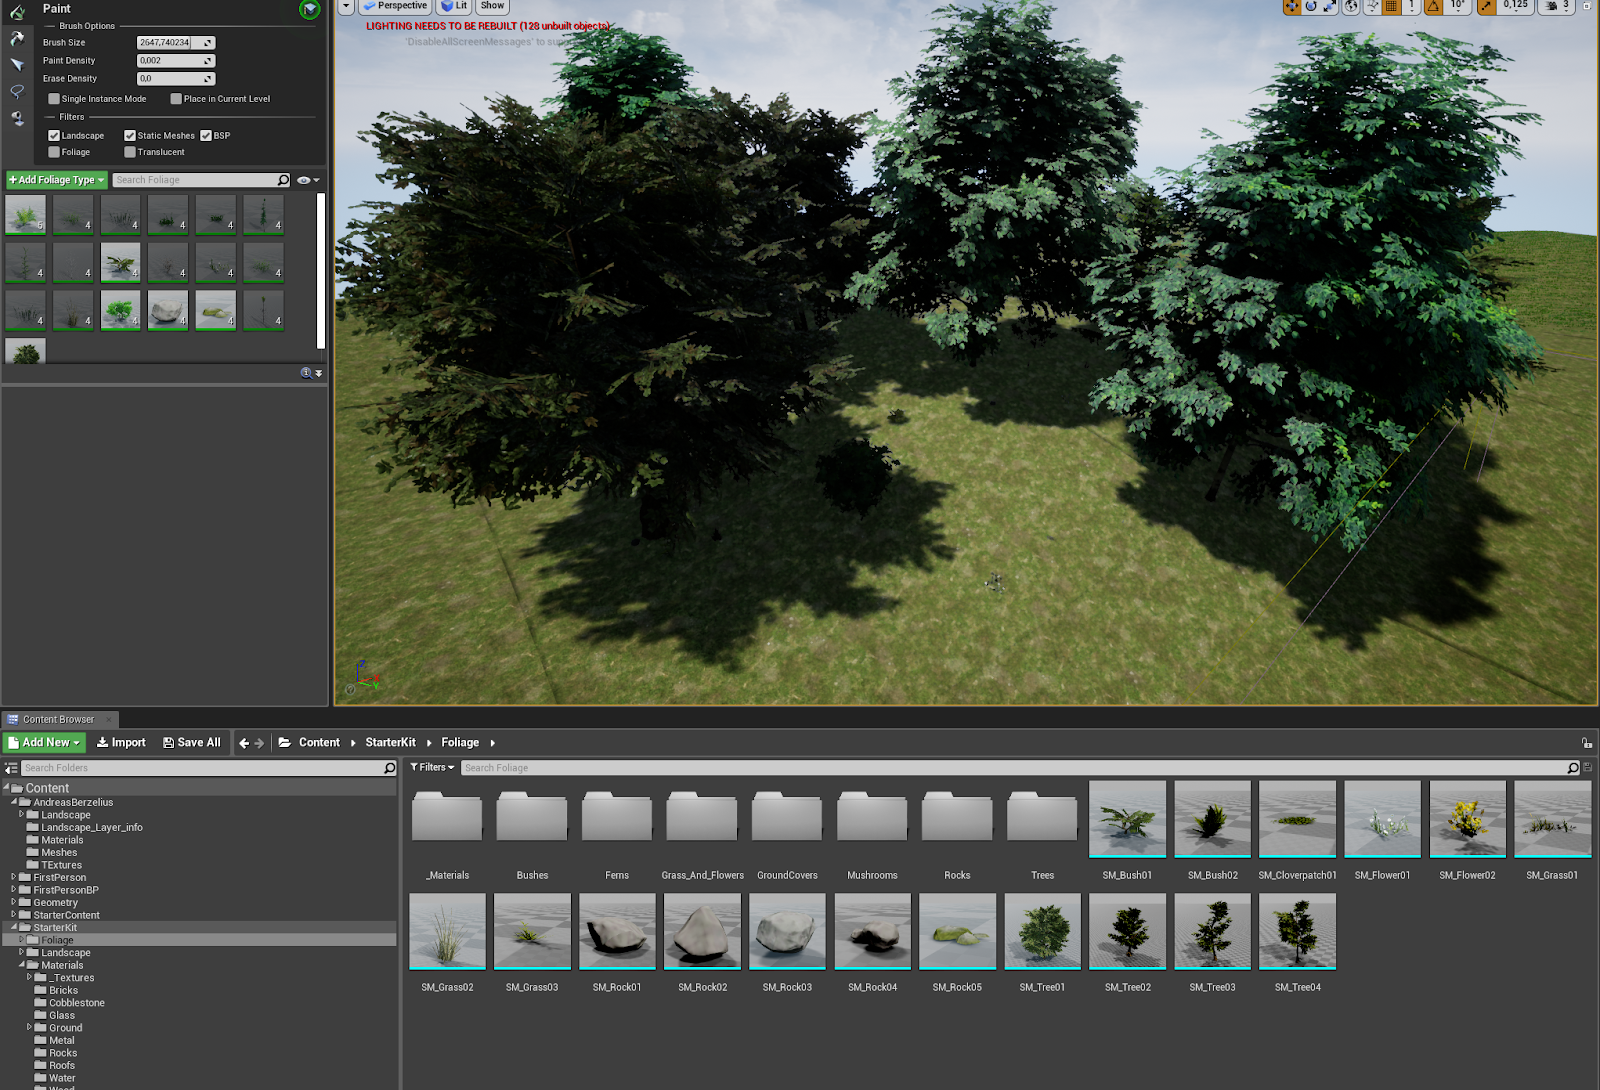 Paint
Brush Options
Brush Size 2647,740234
Paint Density 0,002
Erase Density 0,0
Single Instance Mode Place in Current Level
Filters
Landscape Static Meshes BSP
Foliage Translucent
+Add Foliage Type Search Foliage
6 4 4 4 4 4
4 4 4 4 4 4
4 4 4 4 4 4
Perspective Lit Show
1 10° 0,125 3
LIGHTING NEEDS TO BE REBUILT (128 unbuilt objects)
'DisableAllScreenMessages' to
Z
X
Y
Content Browser
Add New Import Save All Content StarterKit Foliage
Search Folders
Filters Search Foliage
Content
AndreasBerzelius
Landscape
Landscape_Layer_info
Materials
Meshes
TExtures
FirstPerson
FirstPersonBP
Geometry
StarterContent
StarterKit
Foliage
Landscape
Materials
_Textures
Bricks
Cobblestone
Glass
Ground
Metal
Rocks
Roofs
Water
Wood
_Materials Bushes Ferns Grass_And_Flowers GroundCovers Mushrooms Rocks Trees SM_Bush01 SM_Bush02 SM_Cloverpatch01 SM_Flower01 SM_Flower02 SM_Grass01
SM_Grass02 SM_Grass03 SM_Rock01 SM_Rock02 SM_Rock03 SM_Rock04 SM_Rock05 SM_Tree01 SM_Tree02 SM_Tree03 SM_Tree04